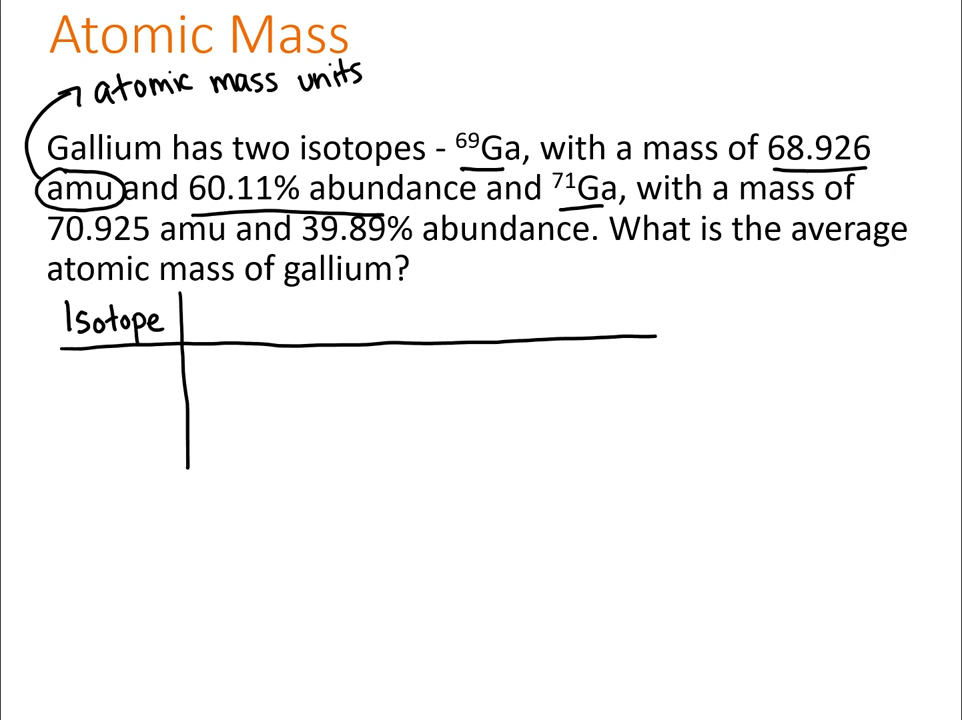 Atomic Mass
atomic mass units
Gallium has two isotopes - ⁶⁹Ga, with a mass of 68.926
amu and 60.11% abundance and ⁷¹Ga, with a mass of
70.925 amu and 39.89% abundance. What is the average
atomic mass of gallium?
Isotope